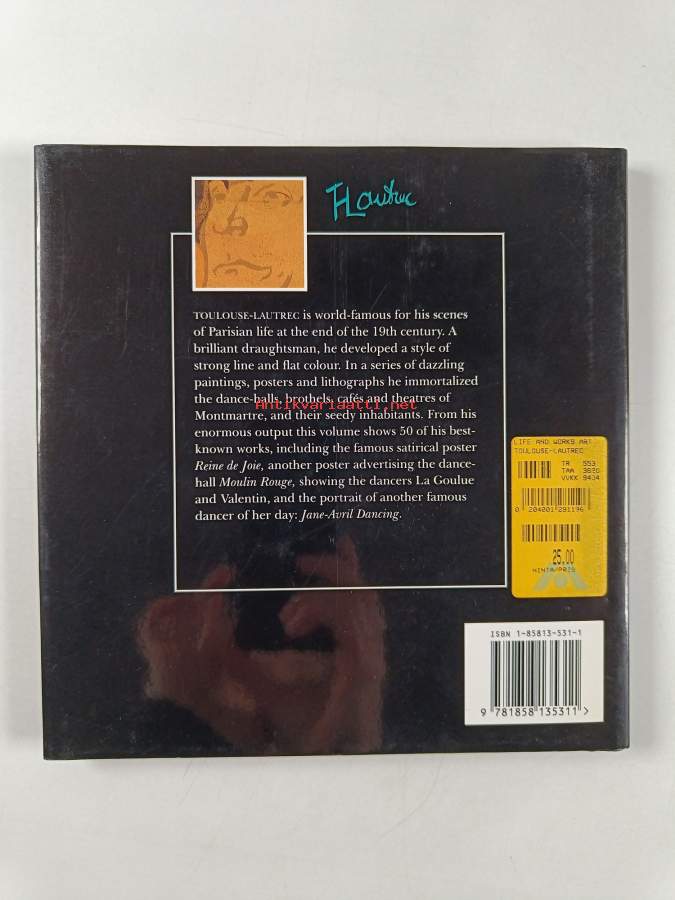 TLautrec
TOULOUSE-LAUTREC is world-famous for his scenes
of Parisian life at the end of the 19th century. A
brilliant draughtsman, he developed a style of
strong line and flat colour. In a series of dazzling
paintings, posters and lithographs he immortalized
the dance-halls, brothels, cafés and theatres of
Antikvariaatti.net
Montmartre, and their seedy inhabitants. From his
enormous output this volume shows 50 of his best-
known works, including the famous satirical poster
Reine de Joie, another poster advertising the dance-
hall Moulin Rouge, showing the dancers La Goulue
and Valentin, and the portrait of another famous
dancer of her day: Jane-Avril Dancing.
LIFE AND WORKS ART
TOULOUSE-LAUTREC
TR 553
VVKK 9404
0 204001 281196
25,00
HINTA/PRIS
ISBN 1-85813-531-1
9 781858 135311 >